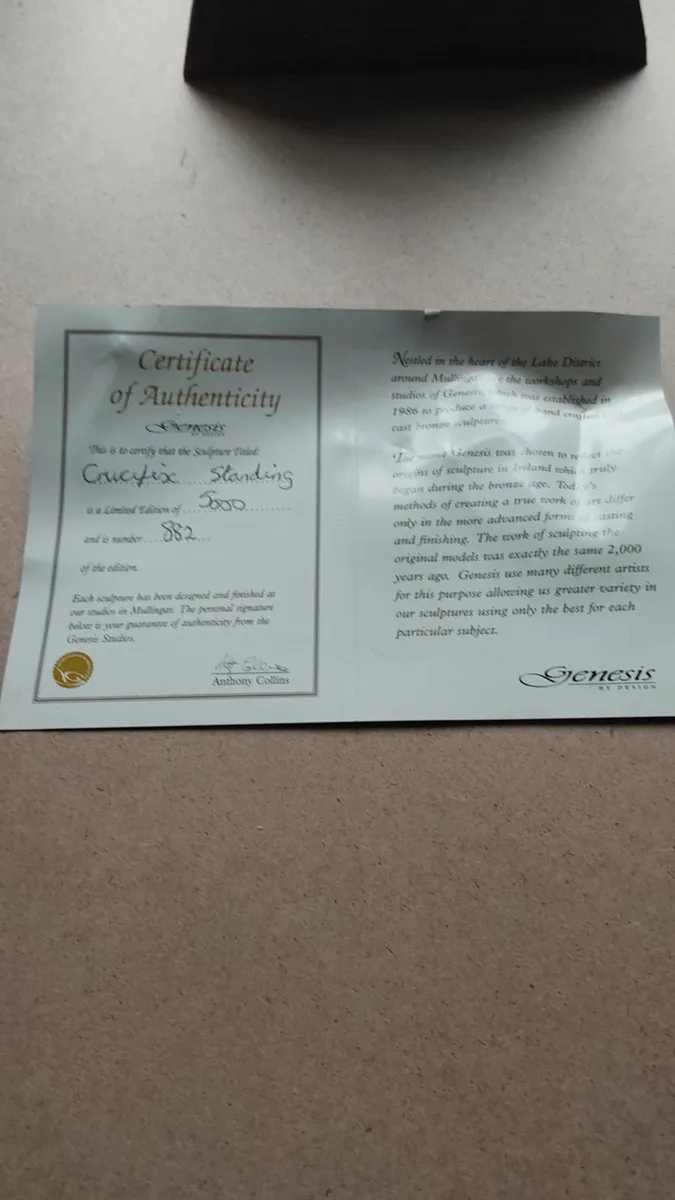 Certificate
of Authenticity
Genesis
BY DESIGN
This is to certify that the Sculpture Titled:
Crucifix Standing
is a Limited Edition of 5000
and is number 882
of the edition.
Each sculpture has been designed and finished at
our studios in Mullingar. The personal signature
below is your guarantee of authenticity from the
Genesis Studios.
Anthony Collins
Nestled in the heart of the Lake District
around the workshops and
studios of Genesis, which was established in
1986 to produce a hand
cast bronze sculptures
The name Genesis was chosen to reflect the
origins of sculpture in Ireland which truly
began during the bronze age. Today's
methods of creating a true work of art differ
only in the more advanced forms of casting
and finishing. The work of sculpting the
original models was exactly the same 2,000
years ago. Genesis use many different artists
for this purpose allowing us greater variety in
our sculptures using only the best for each
particular subject.
Genesis
BY DESIGN